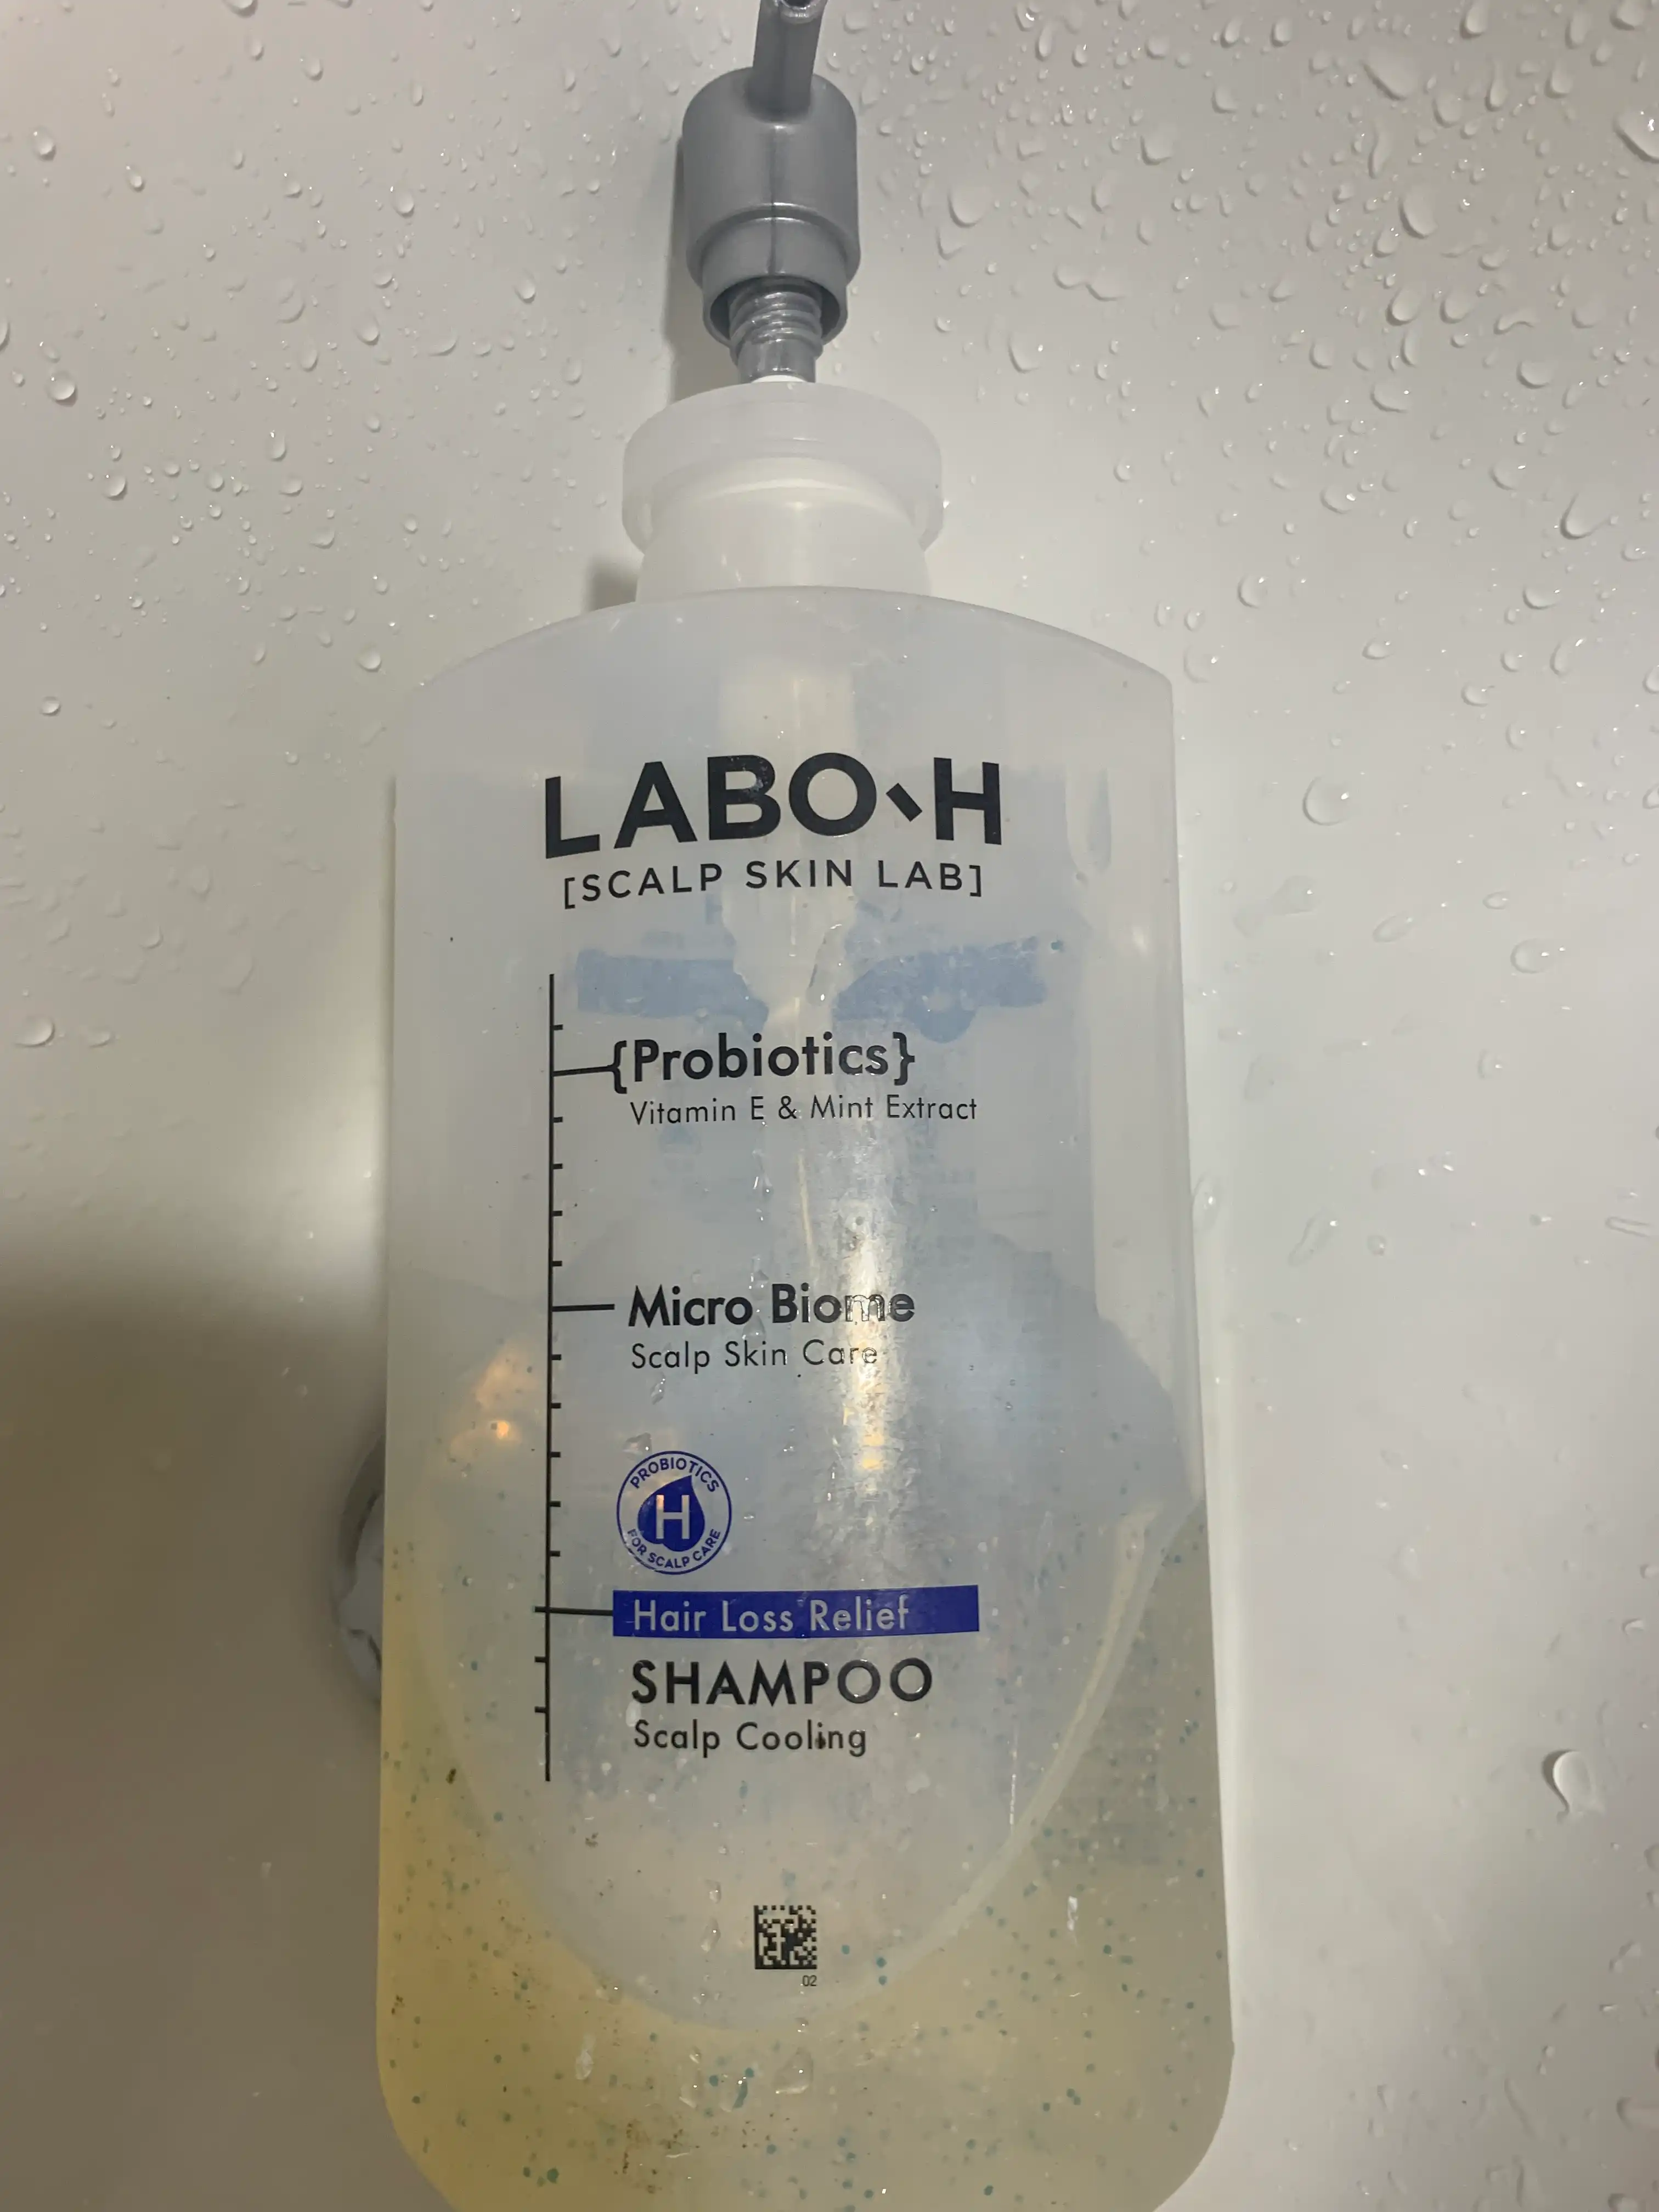 LABO-H
[SCALP SKIN LAB]
{Probiotics}
Vitamin E & Mint Extract
Micro Biome
Scalp Skin Care
PROBIOTICS
H
FOR SCALP CARE
Hair Loss Relief
SHAMPOO
Scalp Cooling
02